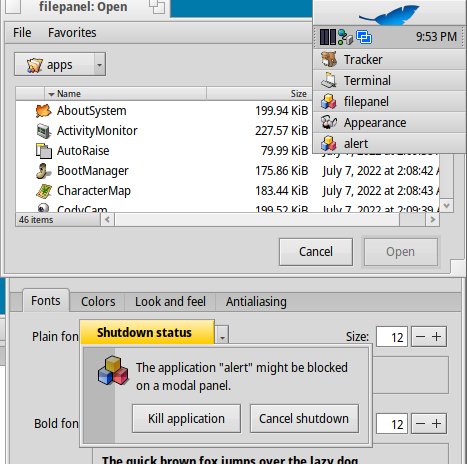 filepanel: Open
File Favorites
9:53 PM
apps
Tracker
Terminal
filepanel
Appearance
alert
Name Size
AboutSystem 199.94 KiB
ActivityMonitor 227.57 KiB
AutoRaise 79.99 KiB
BootManager 175.86 KiB July 7, 2022 at 2:08:42
CharacterMap 183.44 KiB July 7, 2022 at 2:08:43
CodyCam 199.52 KiB July 7, 2022 at 2:09:39
46 items
Cancel Open
Fonts Colors Look and feel Antialiasing
Plain fon Shutdown status Size: 12
The application "alert" might be blocked
on a modal panel.
Kill application Cancel shutdown
Bold fon 12
The quick brown fox jumps over the lazy dog